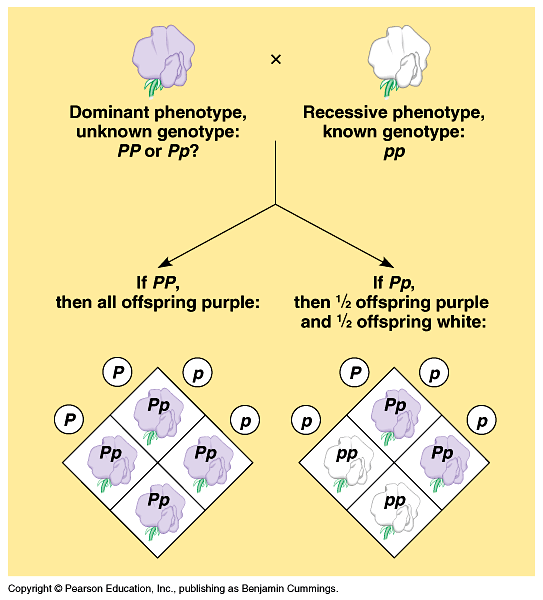 ×
Dominant phenotype,
unknown genotype:
PP or Pp?
Recessive phenotype,
known genotype:
pp
If PP,
then all offspring purple:
If Pp,
then 1/2 offspring purple
and 1/2 offspring white:
P
p
P
p
Pp
Pp
Pp
Pp
P
p
p
p
Pp
pp
Pp
pp
Copyright © Pearson Education, Inc., publishing as Benjamin Cummings.